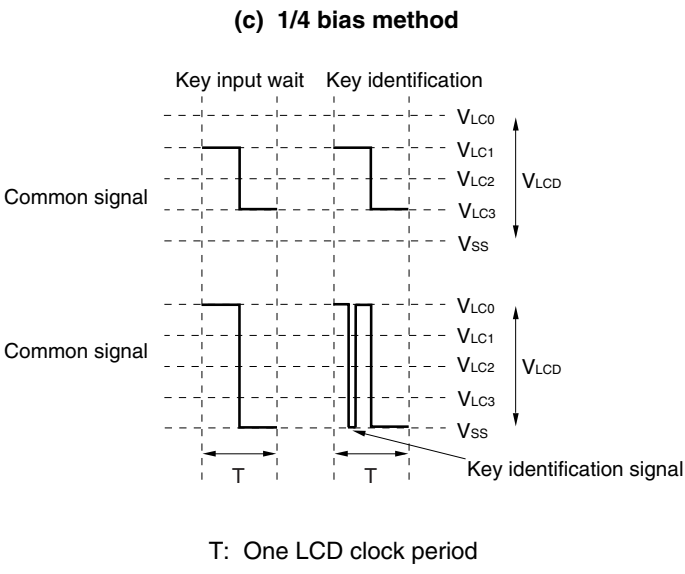 (c) 1/4 bias method
Key input wait Key identification
VLC0
VLC1
VLC2
VLC3
VSS
VLCD
Common signal
VLC0
VLC1
VLC2
VLC3
VSS
VLCD
Common signal
T T
Key identification signal
T: One LCD clock period